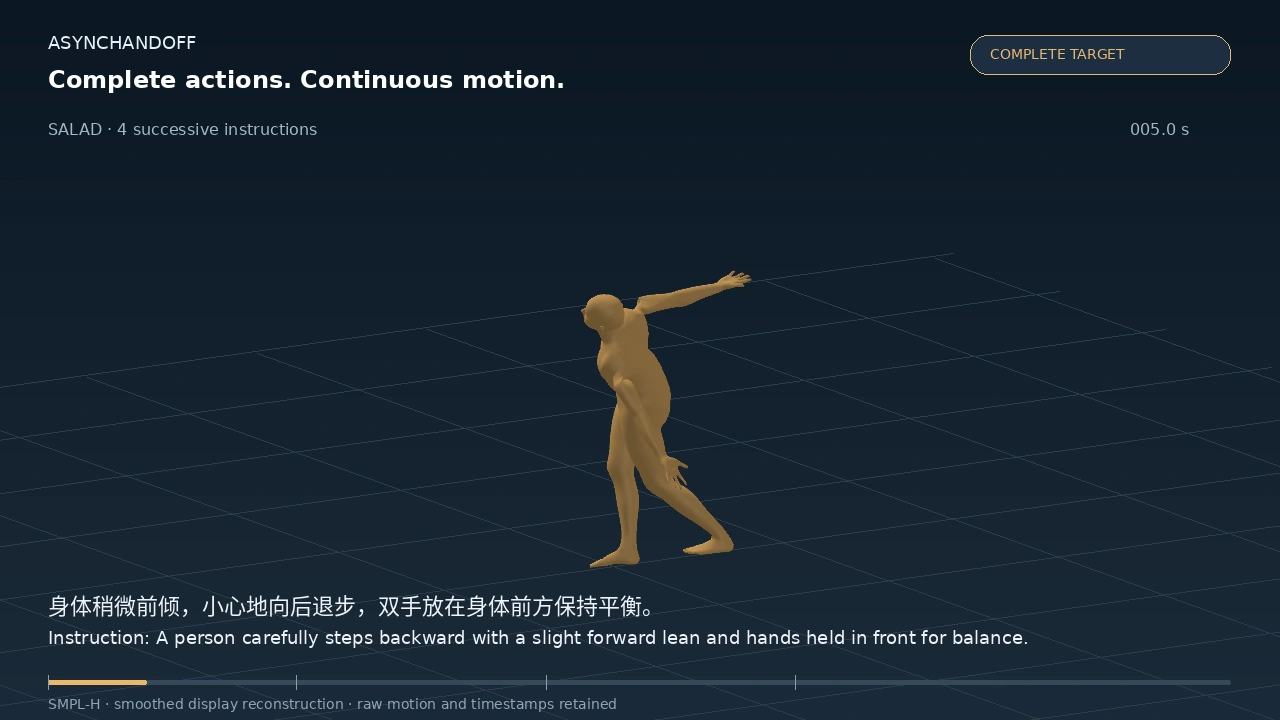 ASYNCHANDOFF
COMPLETE TARGET
Complete actions. Continuous motion.
SALAD · 4 successive instructions
005.0 s
身体稍微前倾，小心地向后退步，双手放在身体前方保持平衡。
Instruction: A person carefully steps backward with a slight forward lean and hands held in front for balance.
SMPL-H · smoothed display reconstruction · raw motion and timestamps retained